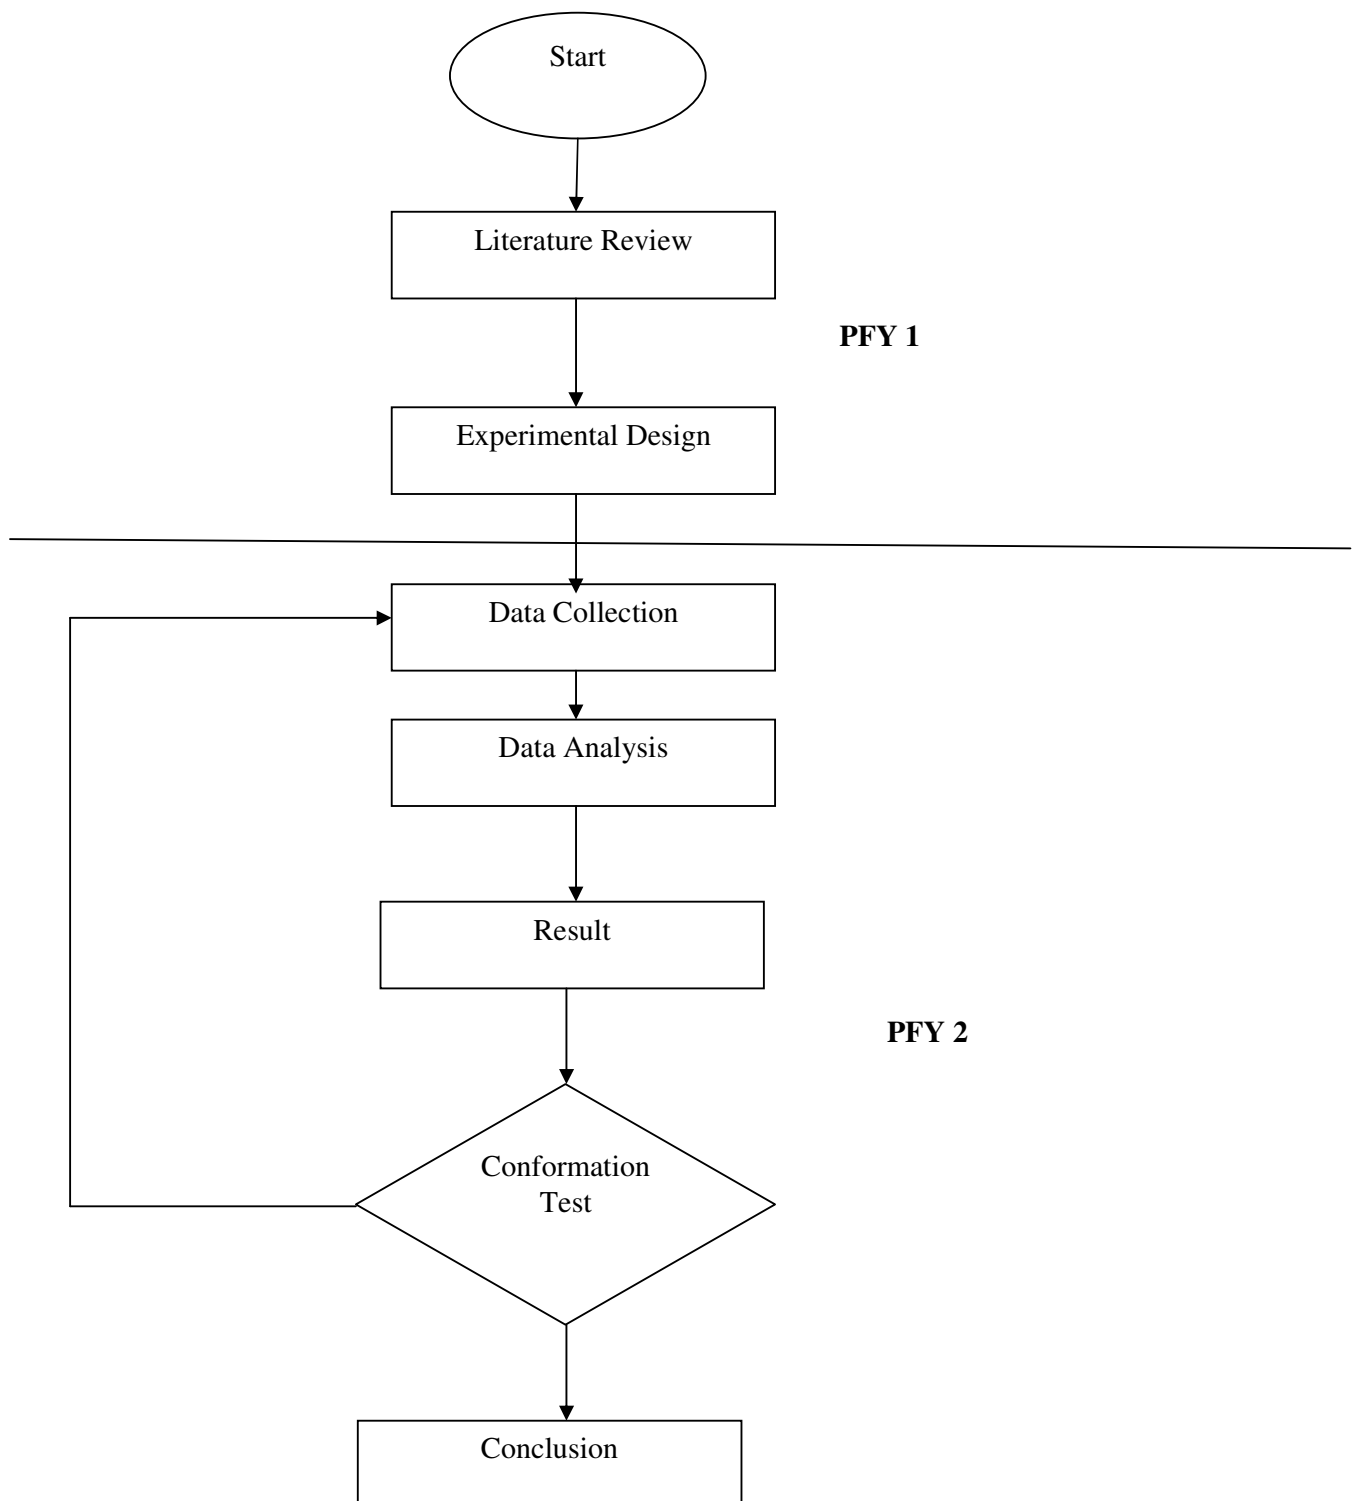 Start
Literature Review
PFY 1
Experimental Design
Data Collection
Data Analysis
Result
PFY 2
Conformation
Test
Conclusion